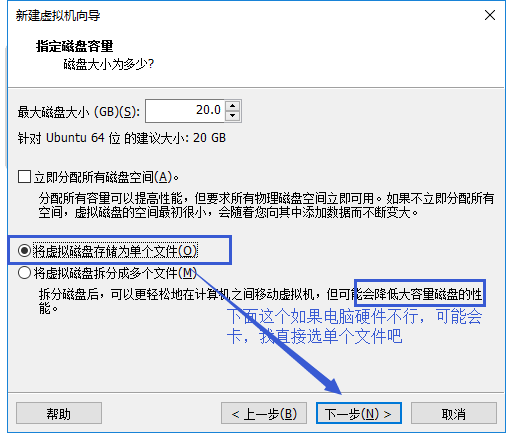 新建虚拟机向导
指定磁盘容量
磁盘大小为多少?
最大磁盘大小 (GB)(S): 20.0
针对 Ubuntu 64 位 的建议大小: 20 GB
立即分配所有磁盘空间(A)。
分配所有容量可以提高性能，但要求所有物理磁盘空间立即可用。如果不立即分配所有
空间，虚拟磁盘的空间最初很小，会随着您向其中添加数据而不断变大。
将虚拟磁盘存储为单个文件(O)
将虚拟磁盘拆分成多个文件(M)
拆分磁盘后，可以更轻松地在计算机之间移动虚拟机，但可能会降低大容量磁盘的性
能。
下面这个如果电脑硬件不行，可能会
卡，我直接选单个文件吧
帮助 < 上一步(B) 下一步(N) > 取消